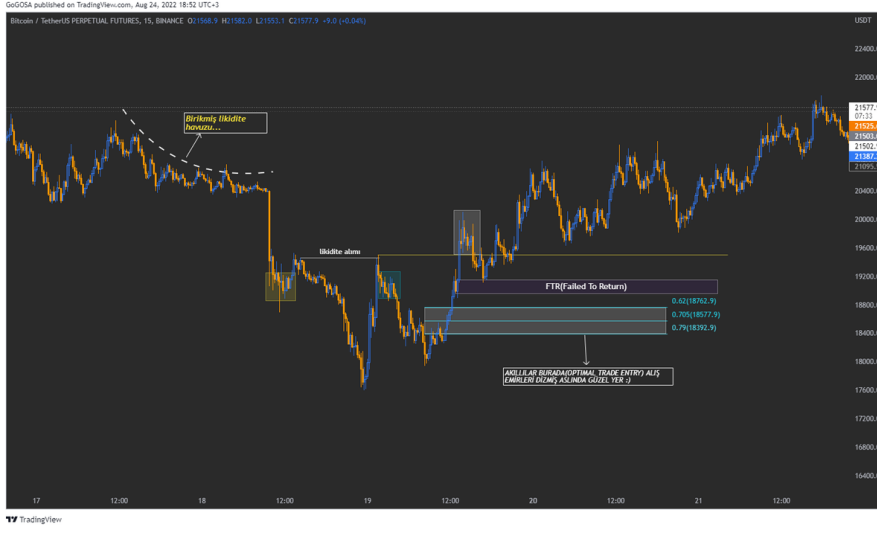 GoGOSA published on TradingView.com, Aug 24, 2022 18:52 UTC+3
Bitcoin / TetherUS PERPETUAL FUTURES, 15, BINANCE O21568.9 H21582.0 L21553.1 C21577.9 +9.0 (+0.04%)
USDT
22400.0
22000.0
21577.9
07:33
21525.0
21503.0
21502.9
21387.
21095.
20400.0
20000.0
19600.0
19200.0
18800.0
18400.0
18000.0
17600.0
17200.0
16800.0
16400.0
Birikmiş likidite
havuzu...
likidite alımı
FTR(Failed To Return)
0.62(18762.9)
0.705(18577.9)
0.79(18392.9)
AKILLILAR BURADA(OPTIMAL TRADE ENTRY) ALIŞ
EMİRLERİ DİZMİŞ ASLINDA GÜZEL YER :)
17 12:00 18 12:00 19 12:00 20 12:00 21 12:00
TradingView